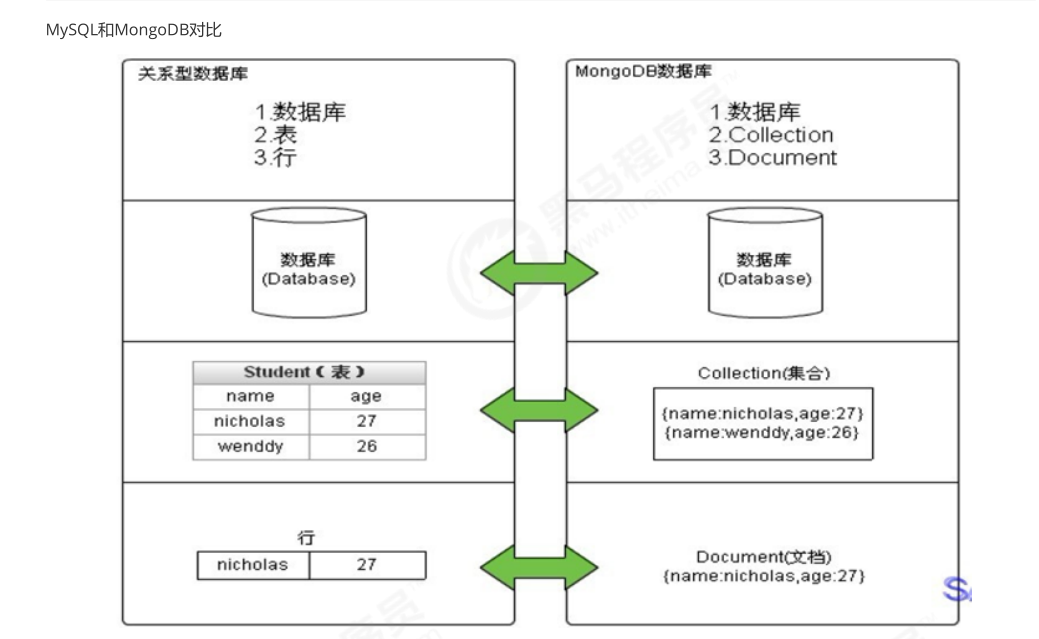 MySQL和MongoDB对比
关系型数据库
1.数据库
2.表
3.行
MongoDB数据库
1.数据库
2.Collection
3.Document
黑马程序员™
www.itheima
数据库
(Database)
数据库
(Database)
Student（表）
name age
nicholas 27
wenddy 26
Collection(集合)
{name:nicholas,age:27}
{name:wenddy,age:26}
行
nicholas 27
Document(文档)
{name:nicholas,age:27}